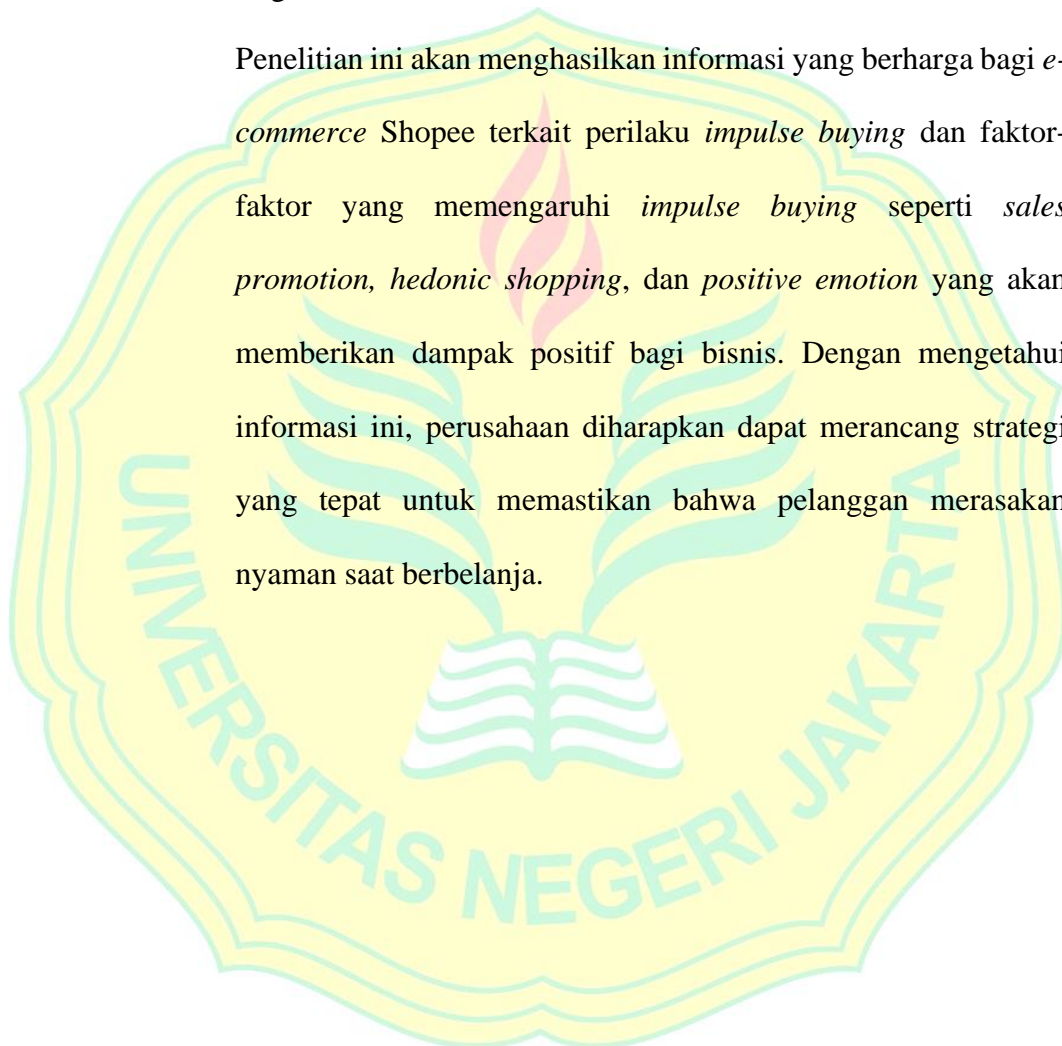 Penelitian ini akan menghasilkan informasi yang berharga bagi e-
commerce Shopee terkait perilaku impulse buying dan faktor-
faktor yang memengaruhi impulse buying seperti sales
promotion, hedonic shopping, dan positive emotion yang akan
memberikan dampak positif bagi bisnis. Dengan mengetahui
informasi ini, perusahaan diharapkan dapat merancang strategi
yang tepat untuk memastikan bahwa pelanggan merasakan
nyaman saat berbelanja.
UNIVERSITAS NEGERI JAKARTA